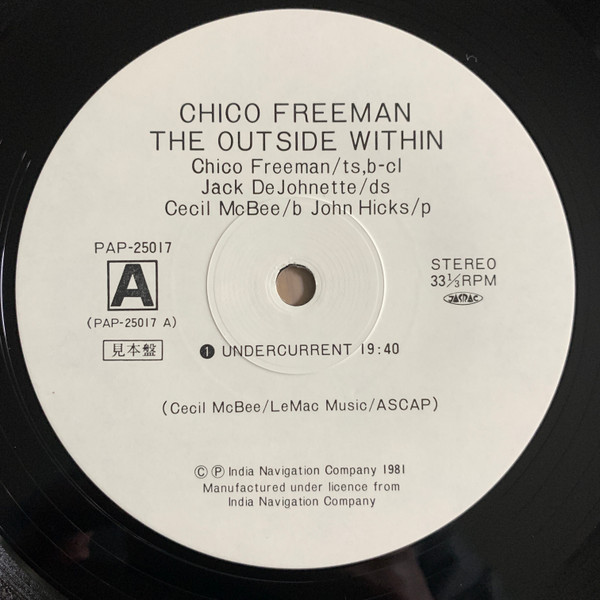 CHICO FREEMAN
THE OUTSIDE WITHIN
Chico Freeman/ts,b-cl
Jack DeJohnette/ds
Cecil McBee/b John Hicks/p
PAP-25017
A
(PAP-25017 A)
見本盤
STEREO
33⅓RPM
JASRAC
❶ UNDERCURRENT 19:40
(Cecil McBee/LeMac Music/ASCAP)
Ⓒ Ⓟ India Navigation Company 1981
Manufactured under licence from
India Navigation Company